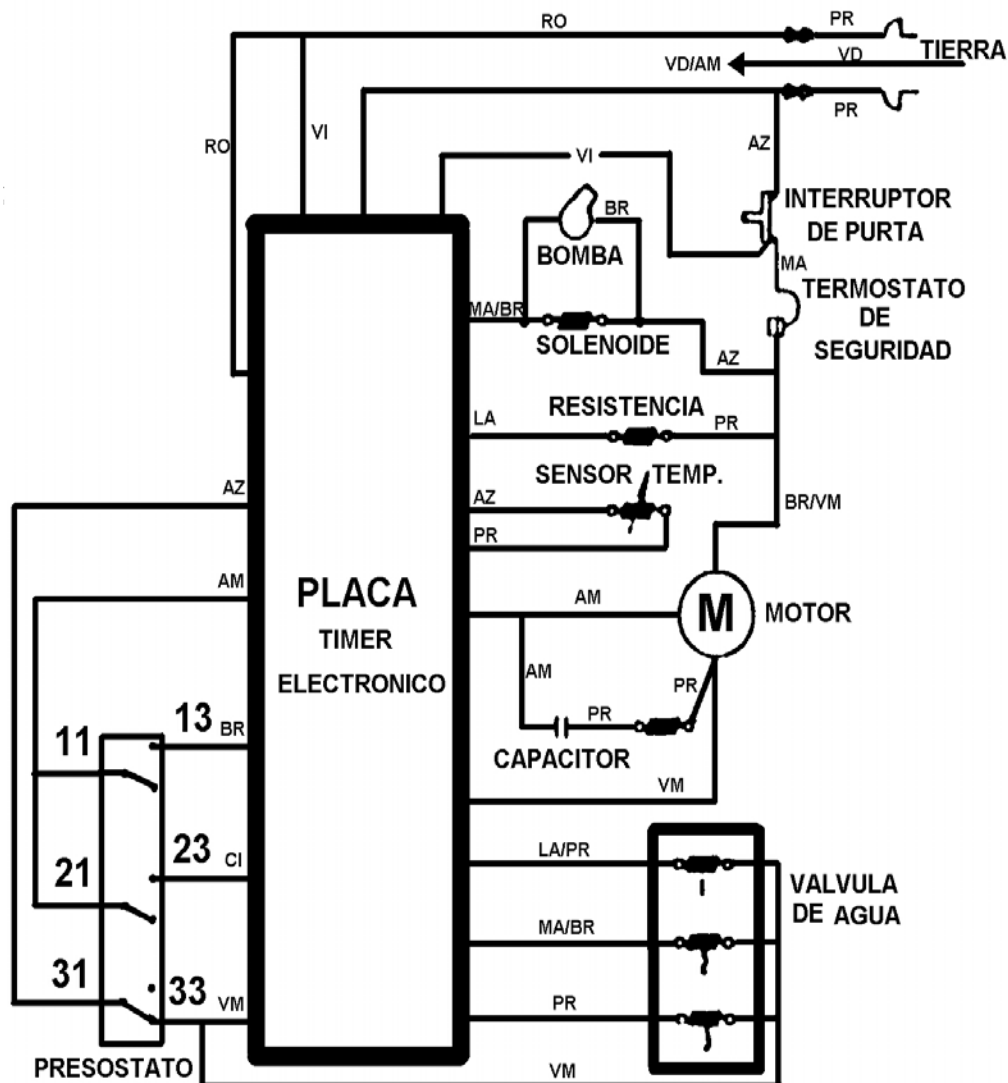 RO
PR
TIERRA
VD/AM
VD
PR
RO
VI
AZ
VI
BR
BOMBA
INTERRUPTOR
DE PURTA
MA
MA/BR
SOLENOIDE
TERMOSTATO
DE
SEGURIDAD
AZ
RESISTENCIA
LA
PR
SENSOR TEMP.
AZ
AZ
BR/VM
PR
AM
PLACA
TIMER
ELECTRONICO
AM
M
MOTOR
AM
PR
PR
CAPACITOR
11
13
BR
VM
21
23
CI
LA/PR
VALVULA
DE AGUA
MA/BR
31
33
VM
PR
PRESOSTATO
VM